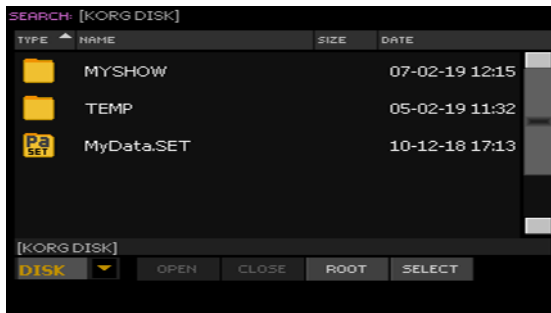 SEARCH: [KORG DISK]
TYPE NAME SIZE DATE
MYSHOW 07-02-19 12:15
TEMP 05-02-19 11:32
Pa SET MyData.SET 10-12-18 17:13
[KORG DISK]
DISK OPEN CLOSE ROOT SELECT